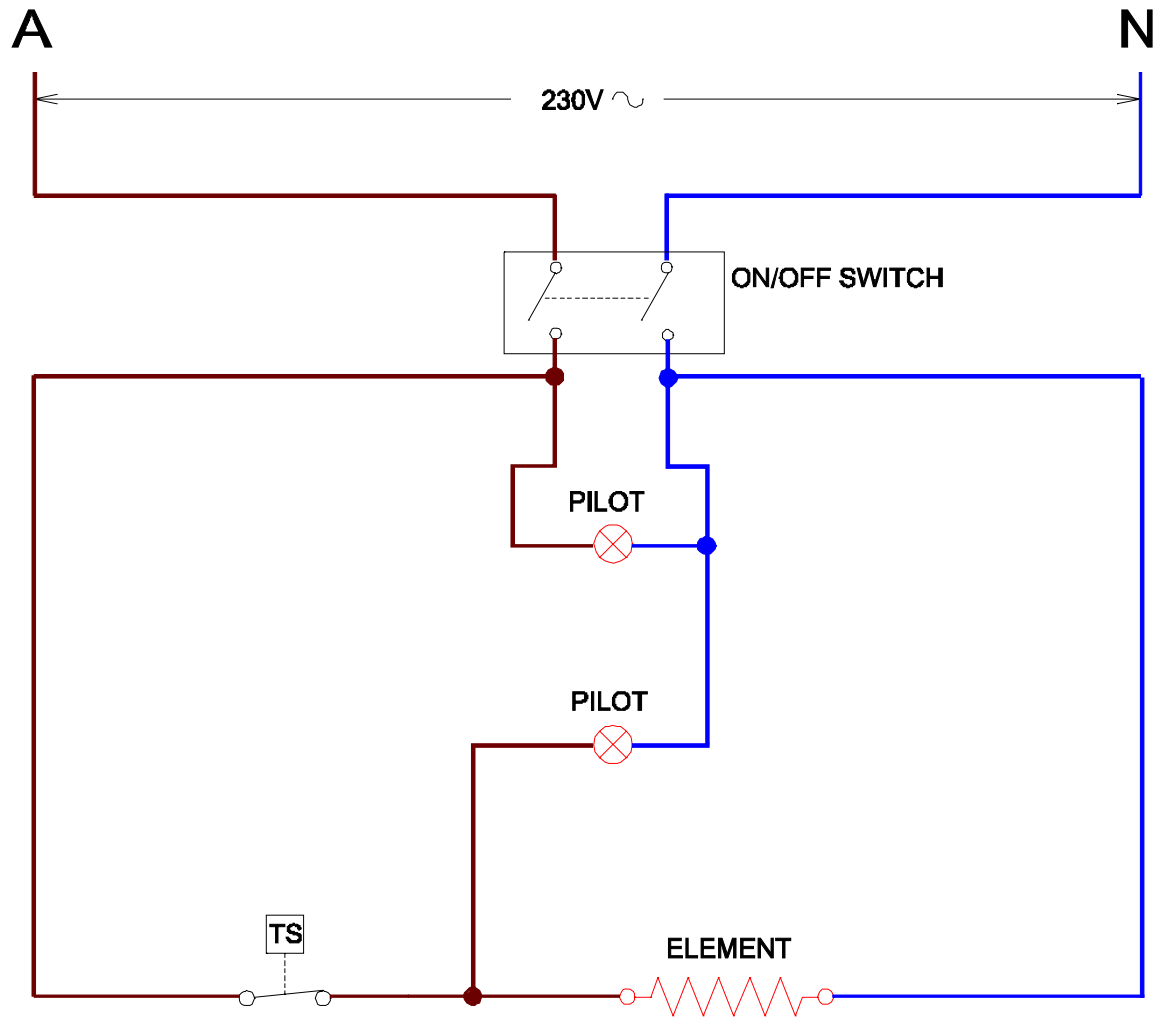 A
N
230V
ON/OFF SWITCH
PILOT
PILOT
TS
ELEMENT